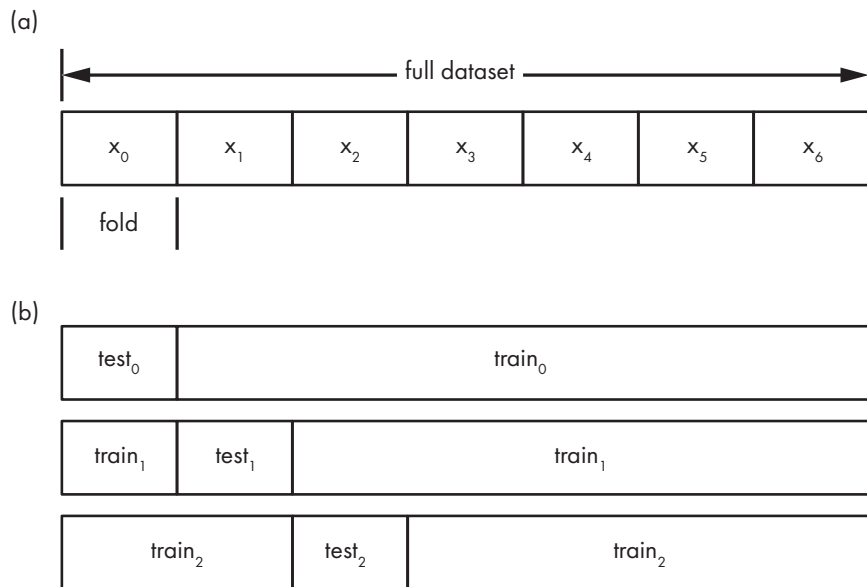 (a)
full dataset
x₀ x₁ x₂ x₃ x₄ x₅ x₆
fold
(b)
test₀ train₀
train₁ test₁ train₁
train₂ test₂ train₂